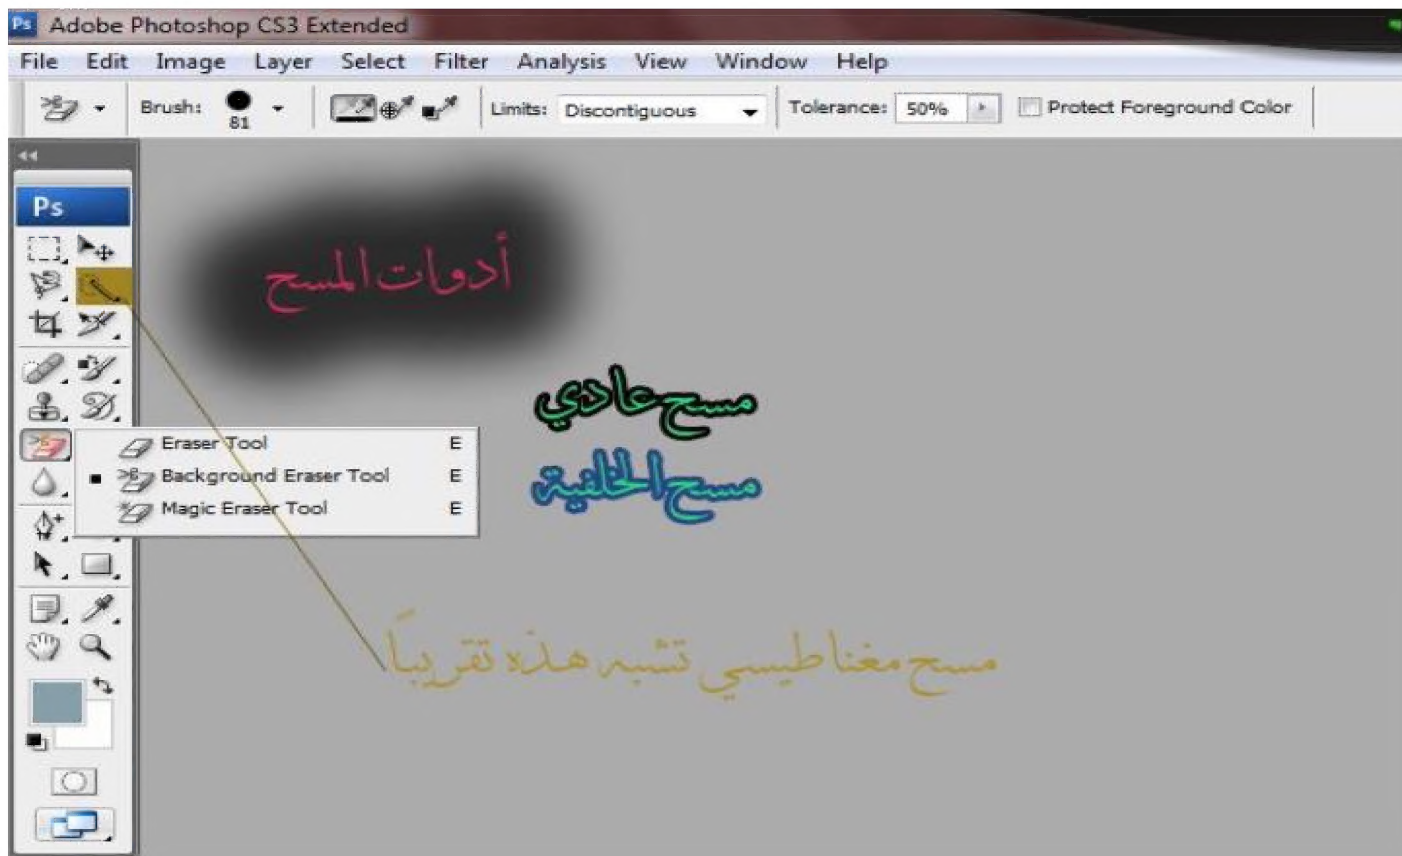 Ps Adobe Photoshop CS3 Extended
File Edit Image Layer Select Filter Analysis View Window Help
Brush: 81 Limits: Discontiguous Tolerance: 50% Protect Foreground Color
Ps
أدوات المسح
مسح عادي
Eraser Tool E
مسح الخلفية
Background Eraser Tool E
Magic Eraser Tool E
مسح مغناطيسي تشبه هذه تقريباً